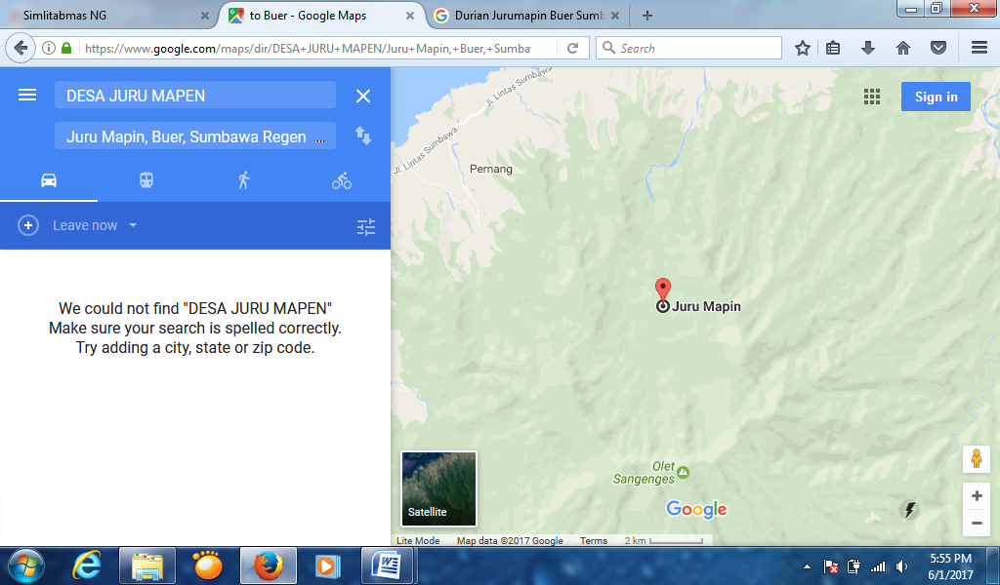 Simlitabmas NG
to Buer - Google Maps
Durian Jurumapin Buer Sumb
https://www.google.com/maps/dir/DESA+JURU+MAPEN/Juru+Mapin,+Buer,+Sumba
Search
DESA JURU MAPEN
Juru Mapin, Buer, Sumbawa Regen ...
Leave now
We could not find "DESA JURU MAPEN"
Make sure your search is spelled correctly.
Try adding a city, state or zip code.
Jl. Lintas Sumbawa
Jl. Lintas Sumbawa
Pernang
Sign in
Juru Mapin
Olet
Sangenges
Satellite
Google
Lite Mode
Map data ©2017 Google
Terms
2 km
5:55 PM
6/1/2017